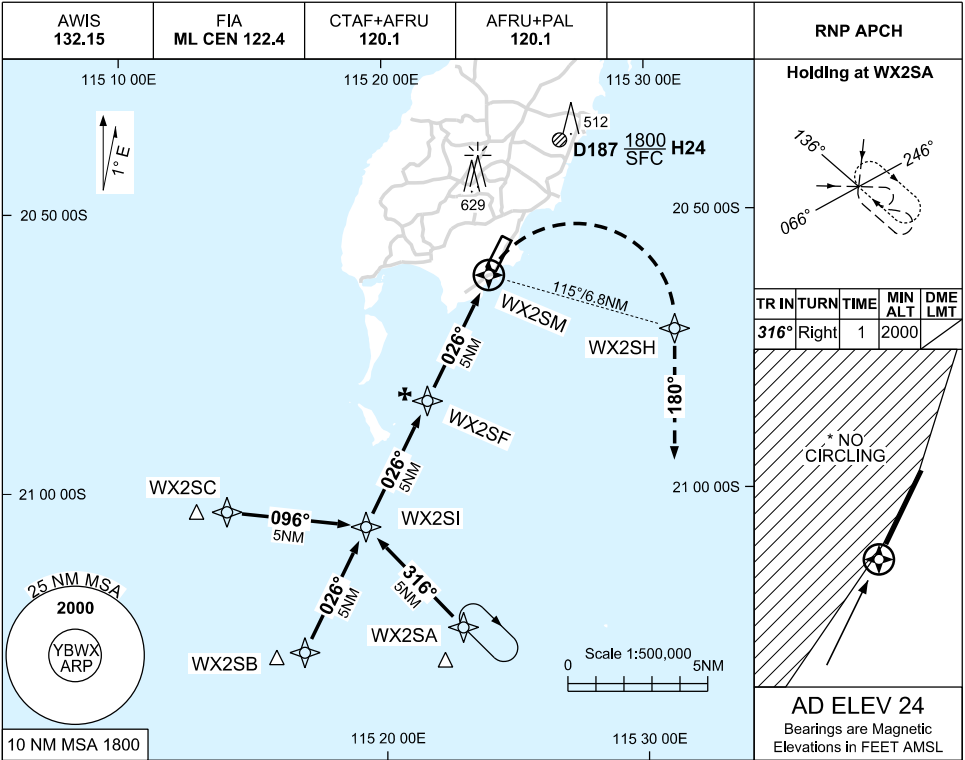 AWIS
132.15
FIA
ML CEN 122.4
CTAF+AFRU
120.1
AFRU+PAL
120.1
RNP APCH
115 10 00E
115 20 00E
115 30 00E
1° E
512
D187 1800 H24
SFC
629
20 50 00S
20 50 00S
WX2SM
115°/6.8NM
WX2SH
026°
5NM
180°
WX2SF
026°
5NM
21 00 00S
21 00 00S
WX2SC
096°
5NM
WX2SI
026°
5NM
316°
5NM
WX2SA
WX2SB
25 NM MSA
2000
YBWX
ARP
10 NM MSA 1800
Scale 1:500,000
0
5NM
115 20 00E
115 30 00E
Holding at WX2SA
136°
246°
066°
TR IN TURN TIME MIN ALT DME LMT
316° Right 1 2000
* NO
CIRCLING
AD ELEV 24
Bearings are Magnetic
Elevations in FEET AMSL